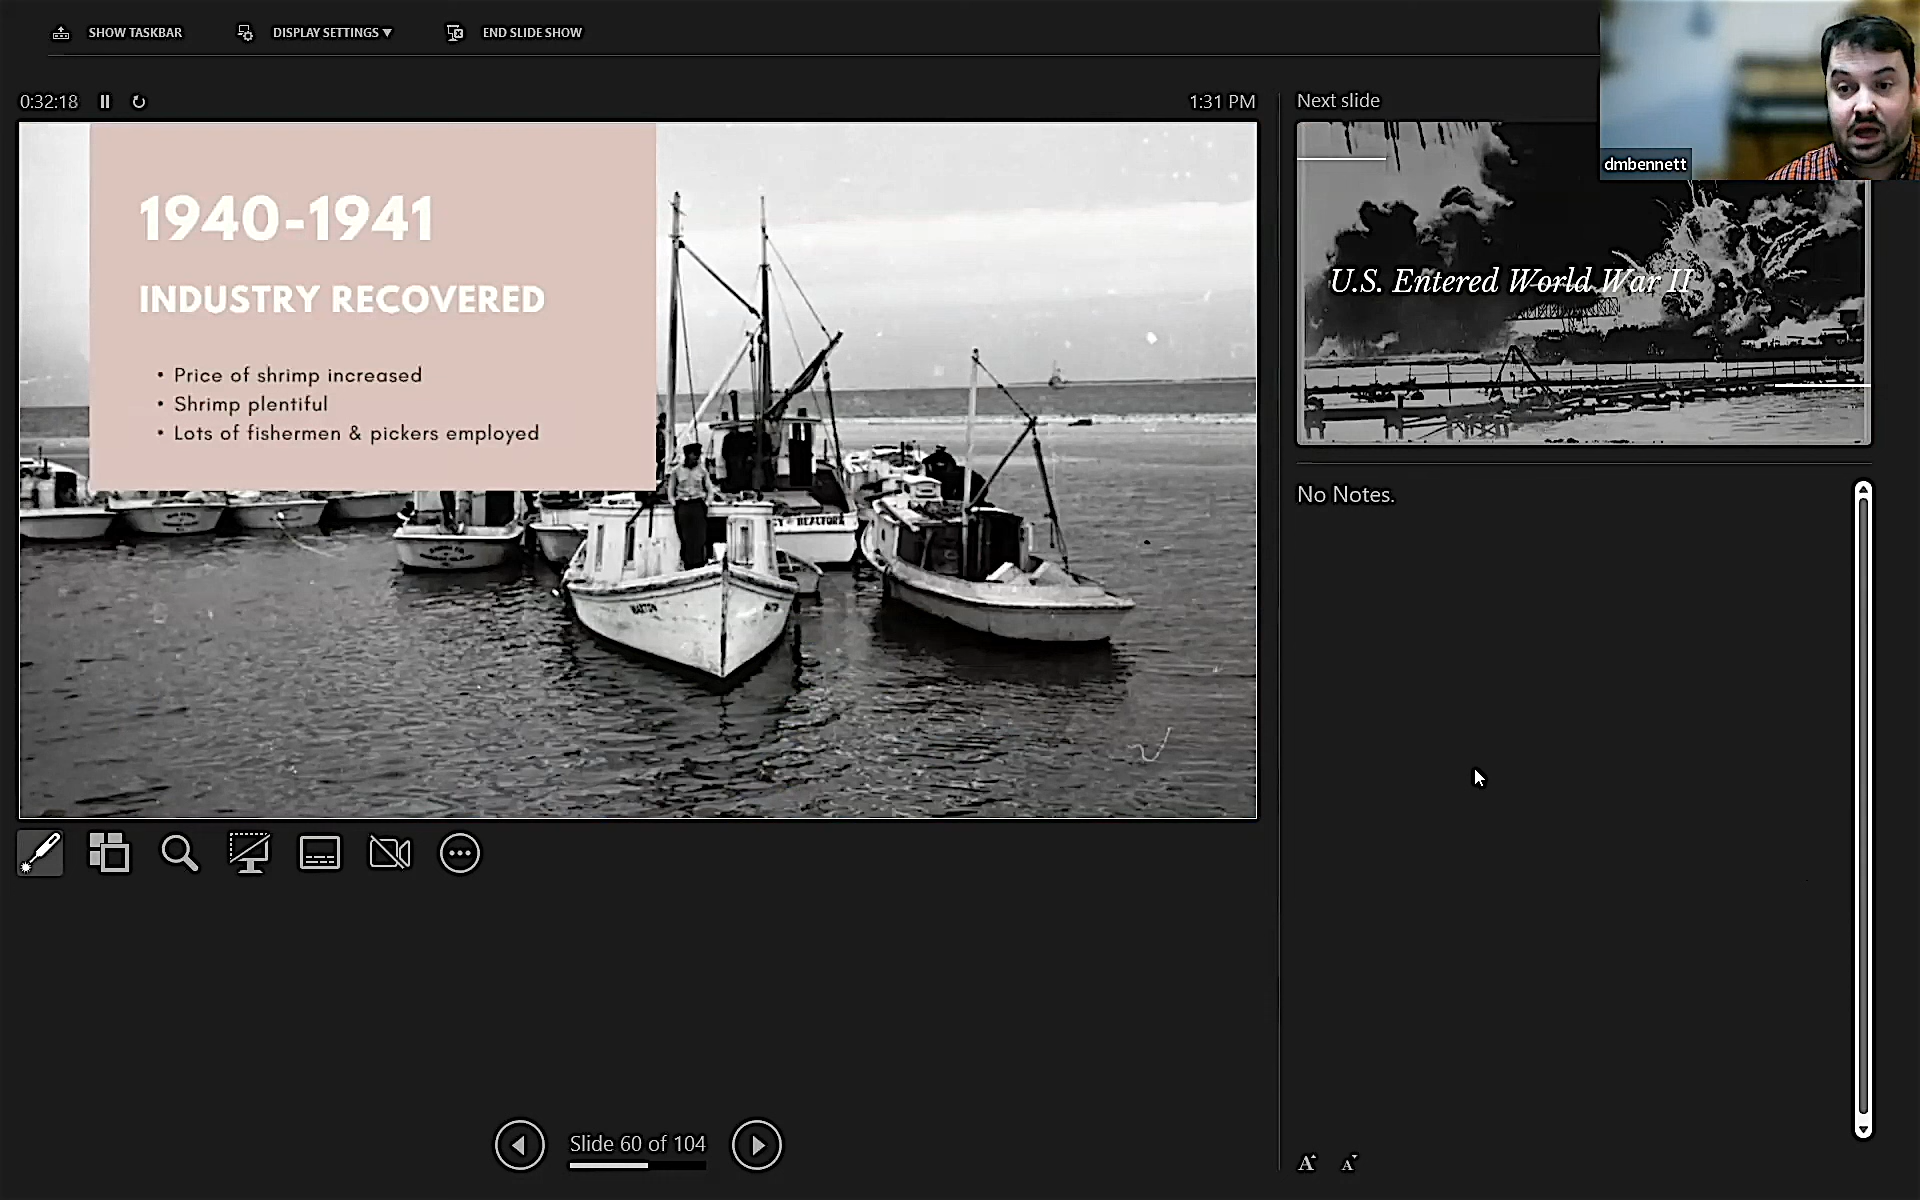 SHOW TASKBAR
DISPLAY SETTINGS ▼
END SLIDE SHOW
0:32:18
1:31 PM
Next slide
dmbennett
1940-1941
INDUSTRY RECOVERED
• Price of shrimp increased
• Shrimp plentiful
• Lots of fishermen & pickers employed
U.S. Entered World War II
No Notes.
Slide 60 of 104
A A